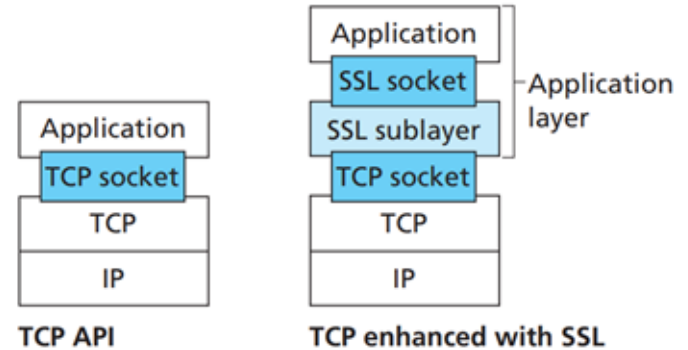 Application
TCP socket
TCP
IP
TCP API
Application
SSL socket
SSL sublayer
TCP socket
TCP
IP
Application
layer
TCP enhanced with SSL